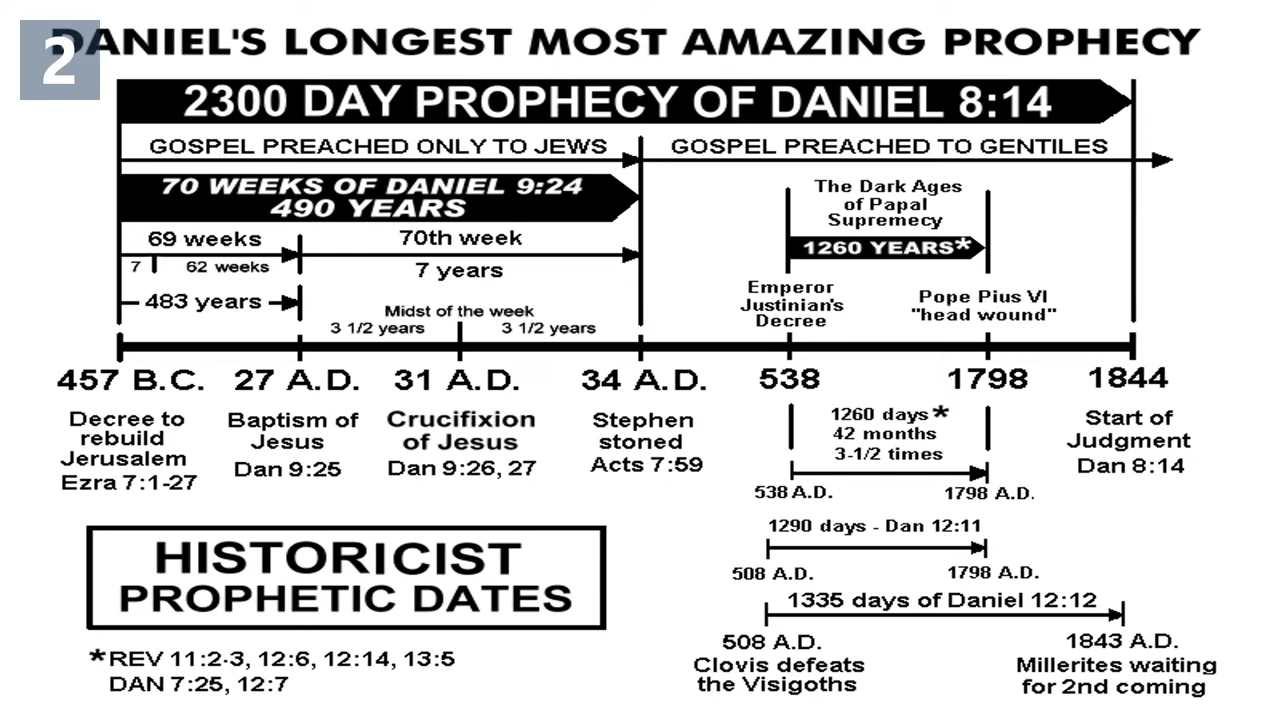 2
DANIEL'S LONGEST MOST AMAZING PROPHECY
2300 DAY PROPHECY OF DANIEL 8:14
GOSPEL PREACHED ONLY TO JEWS
GOSPEL PREACHED TO GENTILES
70 WEEKS OF DANIEL 9:24
490 YEARS
69 weeks
70th week
7
62 weeks
7 years
483 years
Midst of the week
3 1/2 years
3 1/2 years
The Dark Ages
of Papal
Supremecy
1260 YEARS*
Emperor
Justinian's
Decree
Pope Pius VI
"head wound"
457 B.C.
Decree to
rebuild
Jerusalem
Ezra 7:1-27
27 A.D.
Baptism of
Jesus
Dan 9:25
31 A.D.
Crucifixion
of Jesus
Dan 9:26, 27
34 A.D.
Stephen
stoned
Acts 7:59
538
1798
1844
Start of
Judgment
Dan 8:14
1260 days*
42 months
3-1/2 times
538 A.D.
1798 A.D.
1290 days - Dan 12:11
508 A.D.
1798 A.D.
1335 days of Daniel 12:12
508 A.D.
Clovis defeats
the Visigoths
1843 A.D.
Millerites waiting
for 2nd coming
HISTORICIST
PROPHETIC DATES
*REV 11:2-3, 12:6, 12:14, 13:5
DAN 7:25, 12:7